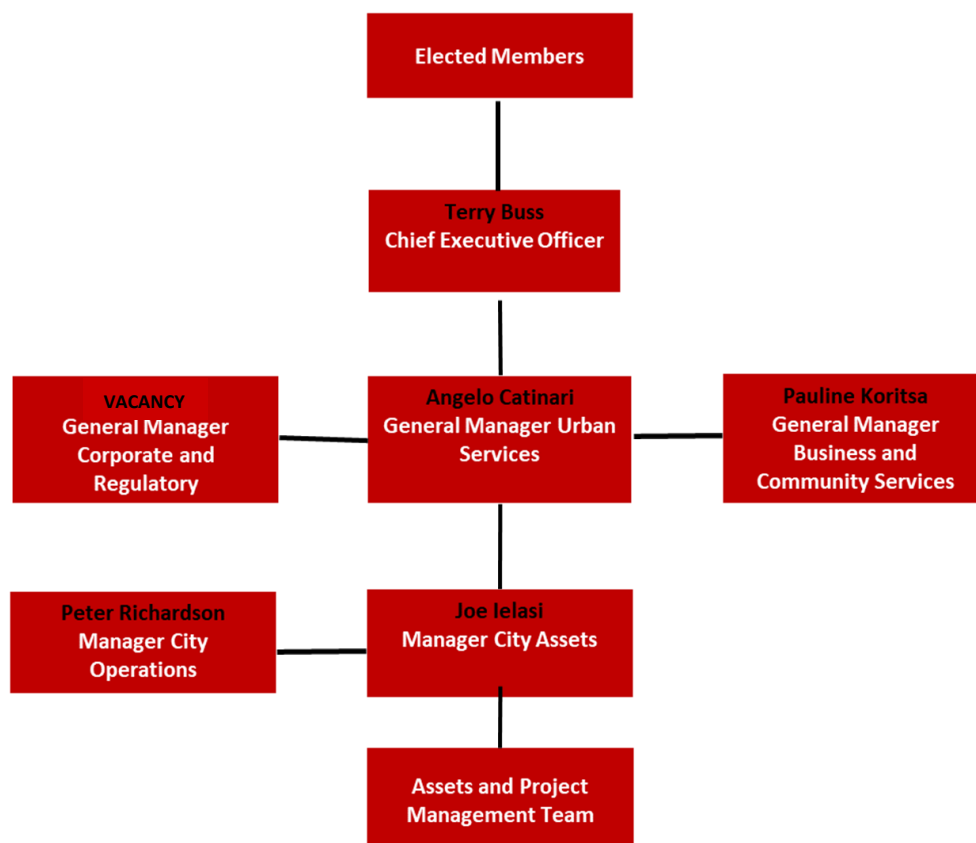 Elected Members
Terry Buss
Chief Executive Officer
VACANCY
General Manager
Corporate and
Regulatory
Angelo Catinari
General Manager Urban
Services
Pauline Koritsa
General Manager
Business and
Community Services
Peter Richardson
Manager City
Operations
Joe Ielasi
Manager City Assets
Assets and Project
Management Team